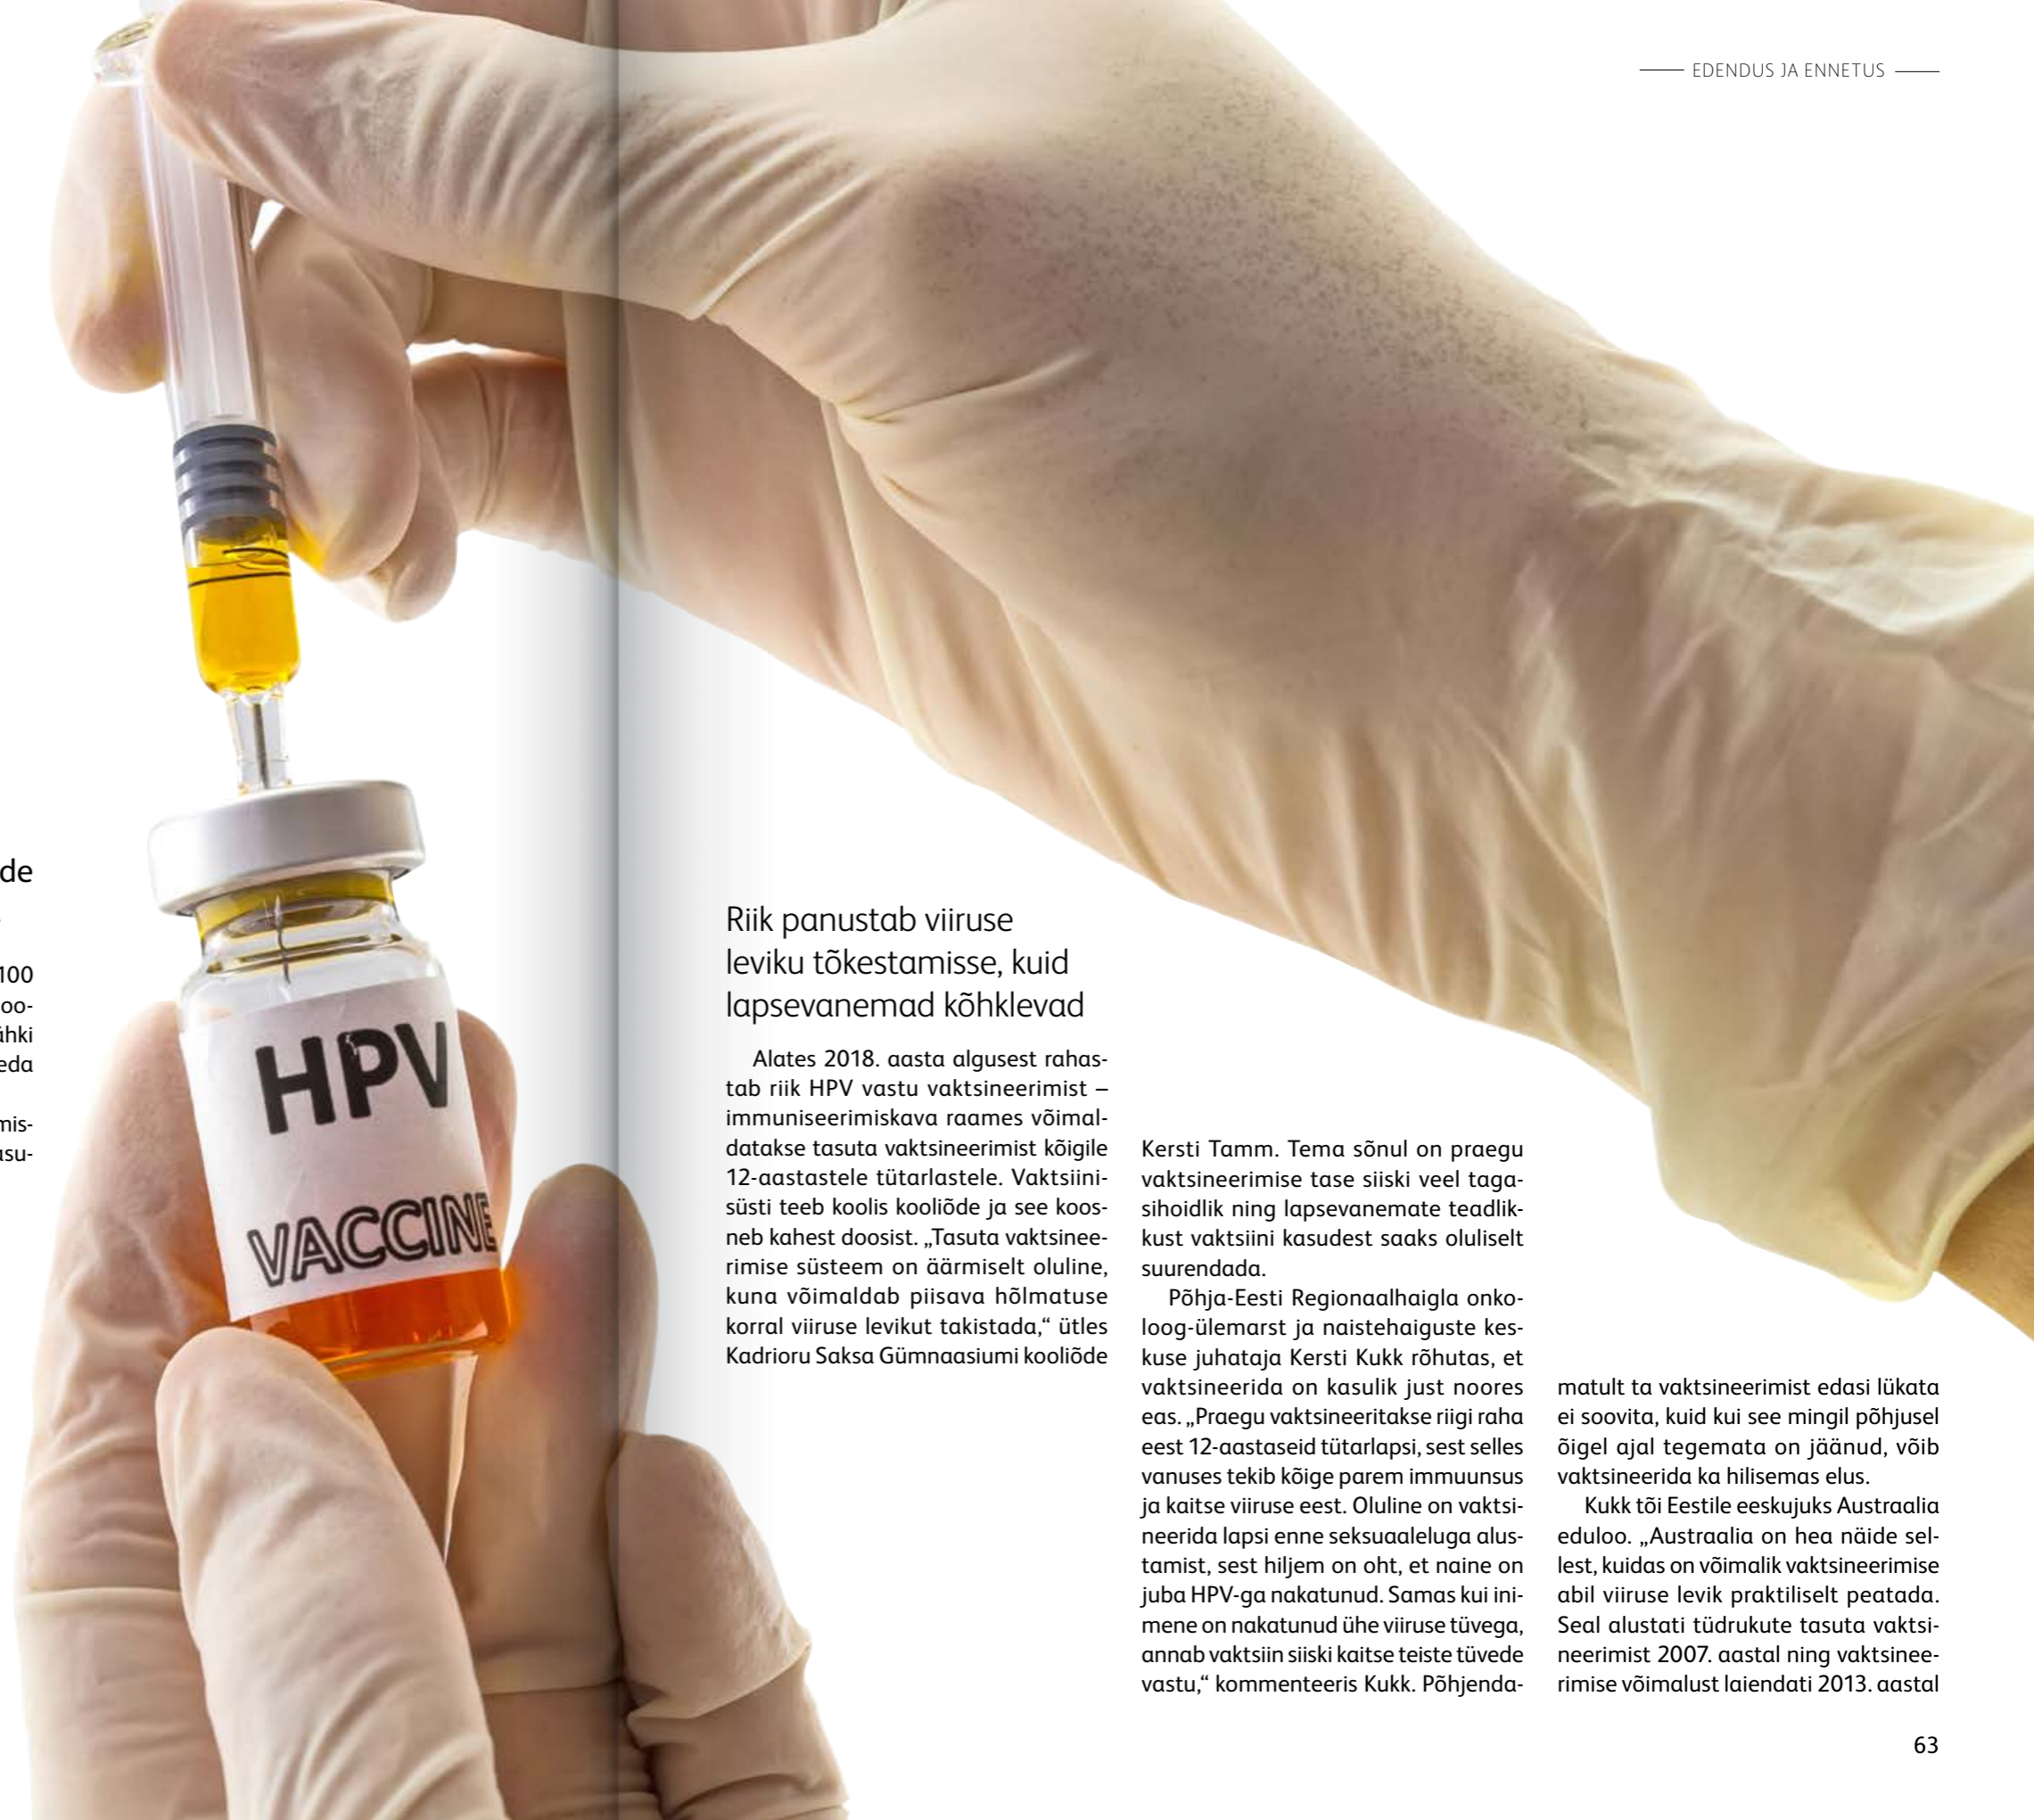 EDENDUS JA ENNETUS
de
100
oo-
ähki
eda
mis-
asu-
HPV
VACCINE
Riik panustab viiruse
leviku tõkestamisse, kuid
lapsevanemad kõhklevad
Alates 2018. aasta algusest rahas-
tab riik HPV vastu vaktsineerimist –
immuniseerimiskava raames võimal-
datakse tasuta vaktsineerimist kõigile
12-aastastele tütarlastele. Vaktsiini-
süsti teeb koolis kooliõde ja see koos-
neb kahest doosist. „Tasuta vaktsinee-
rimise süsteem on äärmiselt oluline,
kuna võimaldab piisava hõlmatuse
korral viiruse levikut takistada,“ ütles
Kadrioru Saksa Gümnaasiumi kooliõde
Kersti Tamm. Tema sõnul on praegu
vaktsineerimise tase siiski veel taga-
sihoidlik ning lapsevanemate teadlik-
kust vaktsiini kasudest saaks oluliselt
suurendada.
Põhja-Eesti Regionaalhaigla onko-
loog-ülemarst ja naistehaiguste kes-
kuse juhataja Kersti Kukk rõhutas, et
vaktsineerida on kasulik just noores
eas. „Praegu vaktsineeritakse riigi raha
eest 12-aastaseid tütarlapsi, sest selles
vanuses tekib kõige parem immuunsus
ja kaitse viiruse eest. Oluline on vaktsi-
neerida lapsi enne seksuaaleluga alus-
tamist, sest hiljem on oht, et naine on
juba HPV-ga nakatunud. Samas kui ini-
mene on nakatunud ühe viiruse tüvega,
annab vaktsiin siiski kaitse teiste tüvede
vastu,“ kommenteeris Kukk. Põhjenda-
matult ta vaktsineerimist edasi lükata
ei soovita, kuid kui see mingil põhjusel
õigel ajal tegemata on jäänud, võib
vaktsineerida ka hilisemas elus.
Kukk tõi Eestile eeskujuks Austraalia
eduloo. „Austraalia on hea näide sel-
lest, kuidas on võimalik vaktsineerimise
abil viiruse levik praktiliselt peatada.
Seal alustati tüdrukute tasuta vaktsi-
neerimist 2007. aastal ning vaktsinee-
rimise võimalust laiendati 2013. aastal
63